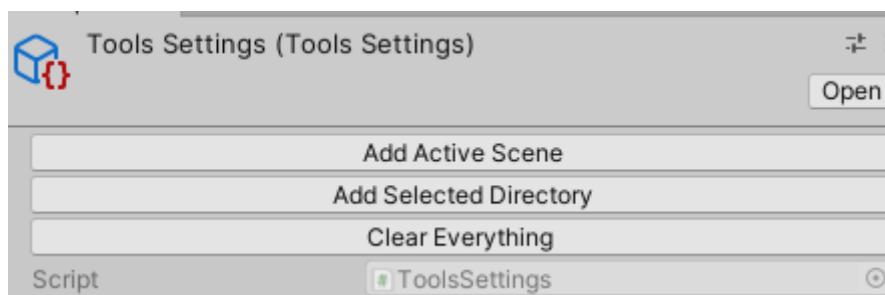 Tools Settings (Tools Settings)
Open
Add Active Scene
Add Selected Directory
Clear Everything
Script ToolsSettings